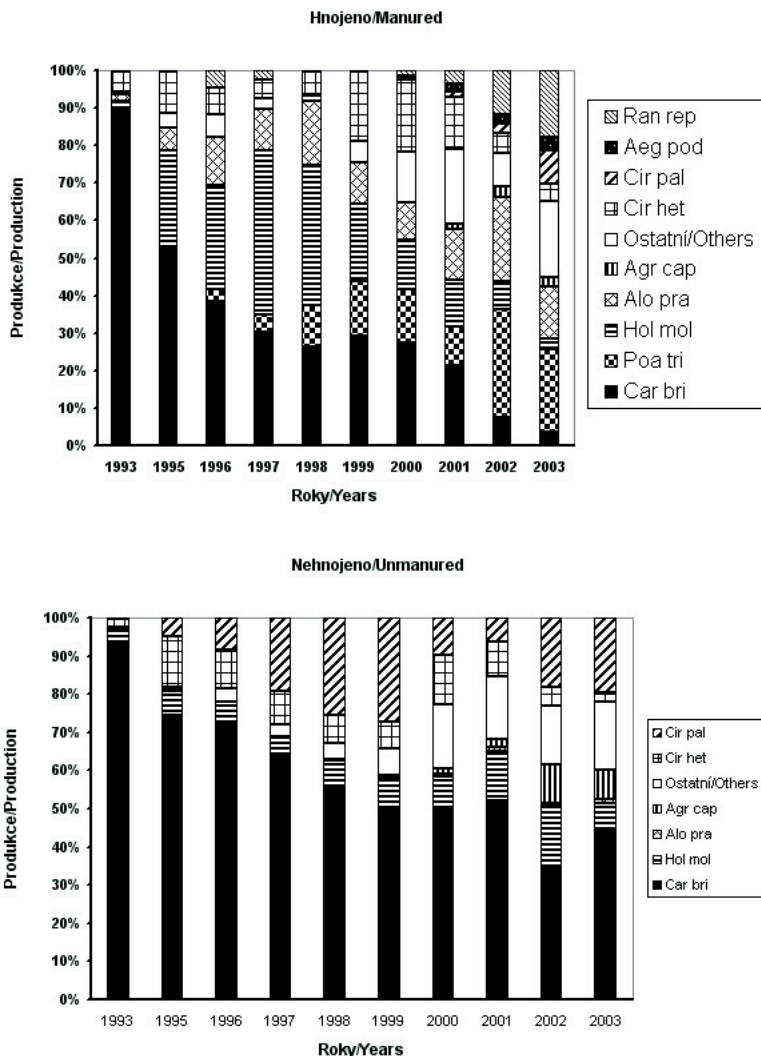 Hnojeno/Manured
Produkce/Production
100%
90%
80%
70%
60%
50%
40%
30%
20%
10%
0%
1993 1995 1996 1997 1998 1999 2000 2001 2002 2003
Roky/Years
Ran rep
Aeg pod
Cir pal
Cir het
Ostatní/Others
Agr cap
Alo pra
Hol mol
Poa tri
Car bri
Nehnojeno/Unmanured
Produkce/Production
100%
90%
80%
70%
60%
50%
40%
30%
20%
10%
0%
1993 1995 1996 1997 1998 1999 2000 2001 2002 2003
Roky/Years
Cir pal
Cir het
Ostatní/Others
Agr cap
Alo pra
Hol mol
Car bri